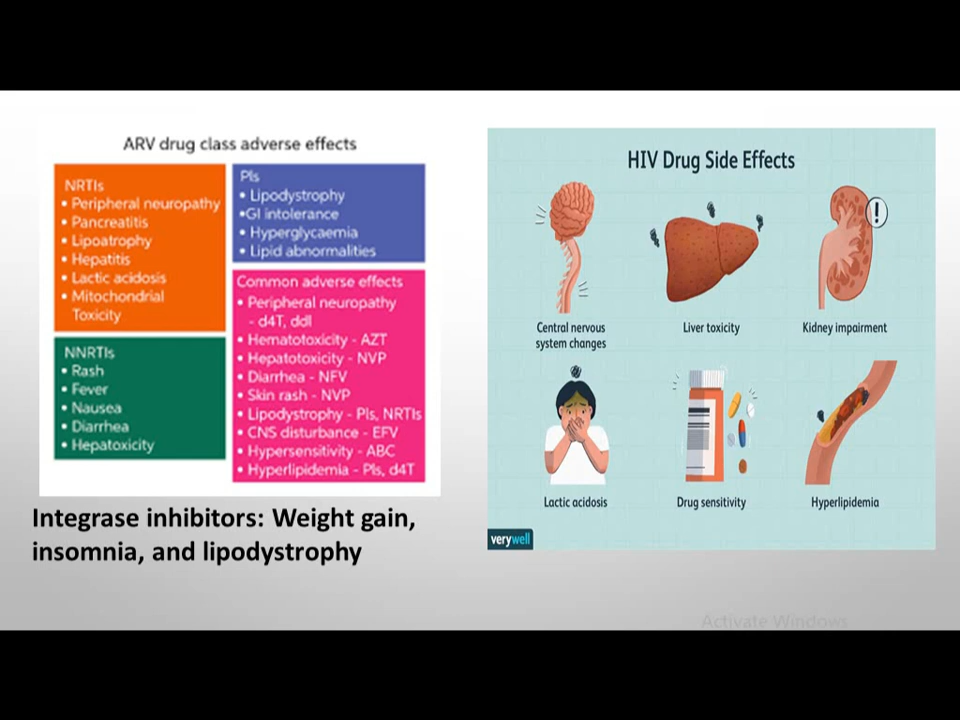 ARV drug class adverse effects
NRTIs
• Peripheral neuropathy
• Pancreatitis
• Lipoatrophy
• Hepatitis
• Lactic acidosis
• Mitochondrial
Toxicity
NNRTIs
• Rash
• Fever
• Nausea
• Diarrhea
• Hepatotoxicity
PIs
• Lipodystrophy
•GI intolerance
• Hyperglycaemia
• Lipid abnormalities
Common adverse effects
• Peripheral neuropathy
- d4T, ddI
• Hematotoxicity - AZT
• Hepatotoxicity - NVP
• Diarrhea - NFV
• Skin rash - NVP
• Lipodystrophy - PIs, NRTIs
• CNS disturbance - EFV
• Hypersensitivity - ABC
• Hyperlipidemia - PIs, d4T
Integrase inhibitors: Weight gain,
insomnia, and lipodystrophy
HIV Drug Side Effects
Central nervous
system changes
Liver toxicity
Kidney impairment
Lactic acidosis
Drug sensitivity
Hyperlipidemia
verywell
Activate Windows